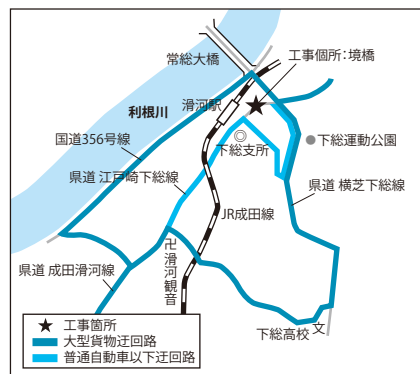 常総大橋
工事個所:境橋
利根川
滑河駅
国道356号線
下総支所
下総運動公園
県道 江戸崎下総線
県道 横芝下総線
JR成田線
県道 成田滑河線
卍滑河観音
下総高校 文
★ 工事箇所
大型貨物迂回路
普通自動車以下迂回路